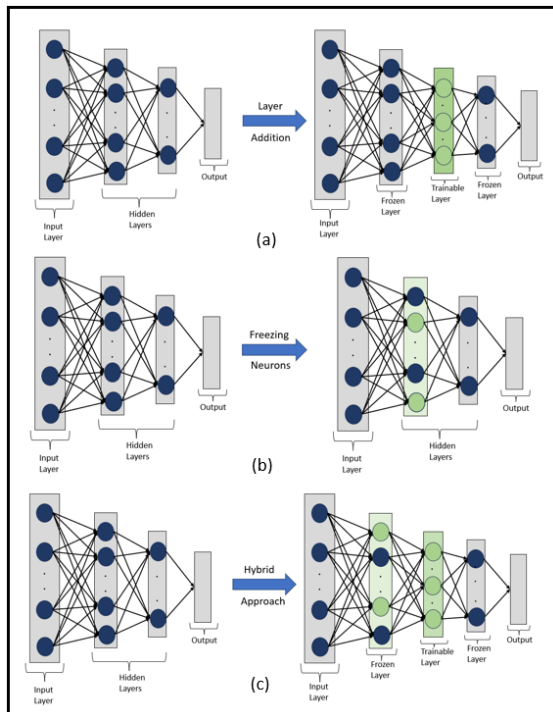 Layer
Addition
Output
Output
Hidden
Layers
Input
Layer
Frozen
Layer
Trainable
Layer
Frozen
Layer
Input
Layer
(a)
Freezing
Neurons
Output
Output
Hidden
Layers
Hidden
Layers
Input
Layer
Input
Layer
(b)
Hybrid
Approach
Output
Output
Hidden
Layers
Frozen
Layer
Trainable
Layer
Frozen
Layer
Input
Layer
Input
Layer
(c)